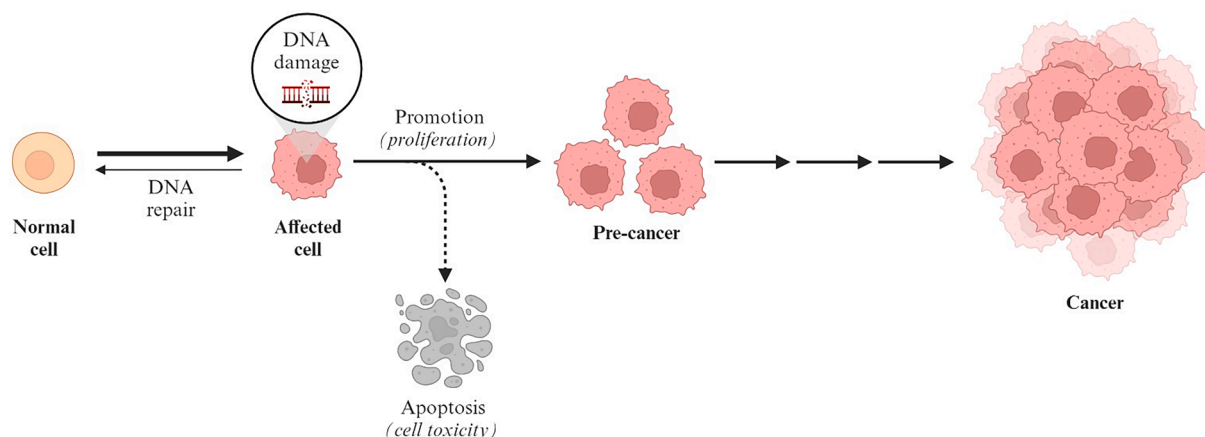 DNA
damage
Promotion
(proliferation)
DNA
repair
Normal
cell
Affected
cell
Pre-cancer
Cancer
Apoptosis
(cell toxicity)